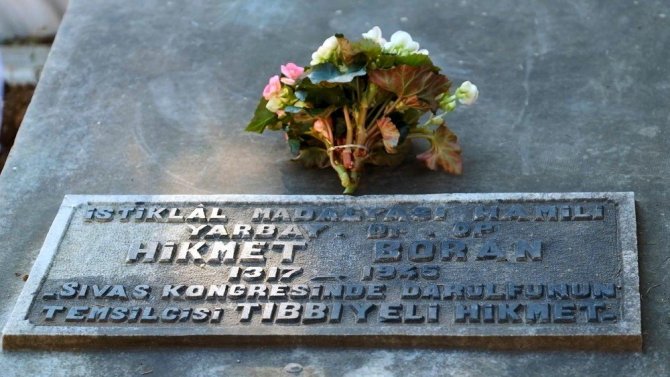 İSTİKLÂL MADALYASI HAMİLİ
YARBAY. Dr. OP
HİKMET BORAN
1317 — 1945
„SİVAS KONGRESİNDE DARÜLFUNUN
TEMSİLCİSİ TIBBİYELİ HİKMET„